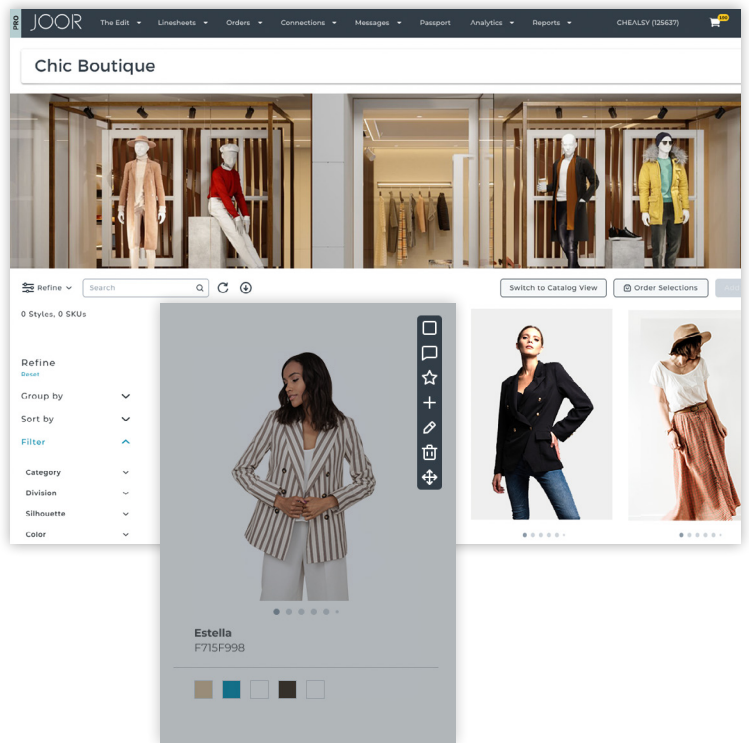 PRO
JOOR The Edit Linesheets Orders Connections Messages Passport Analytics Reports CHEALSY (125637) 100
Chic Boutique
Refine Search Switch to Catalog View Order Selections
0 Styles, 0 SKUs
Refine
Reset
Group by
Sort by
Filter
Category
Division
Silhouette
Color
Estella
F715F998